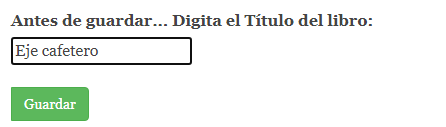 Antes de guardar... Digita el Título del libro:
Eje cafetero
Guardar